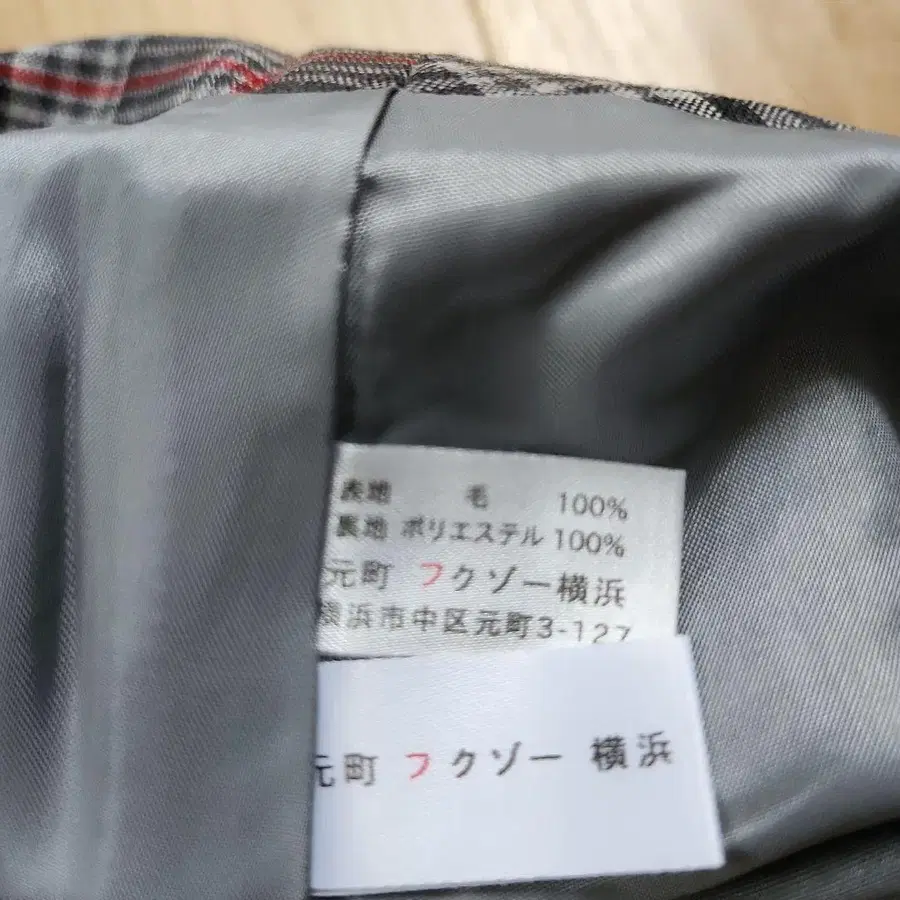 表地 毛 100%
裏地 ポリエステル 100%
元町 フクゾー横浜
横浜市中区元町3-127
元町 フクゾー 横浜